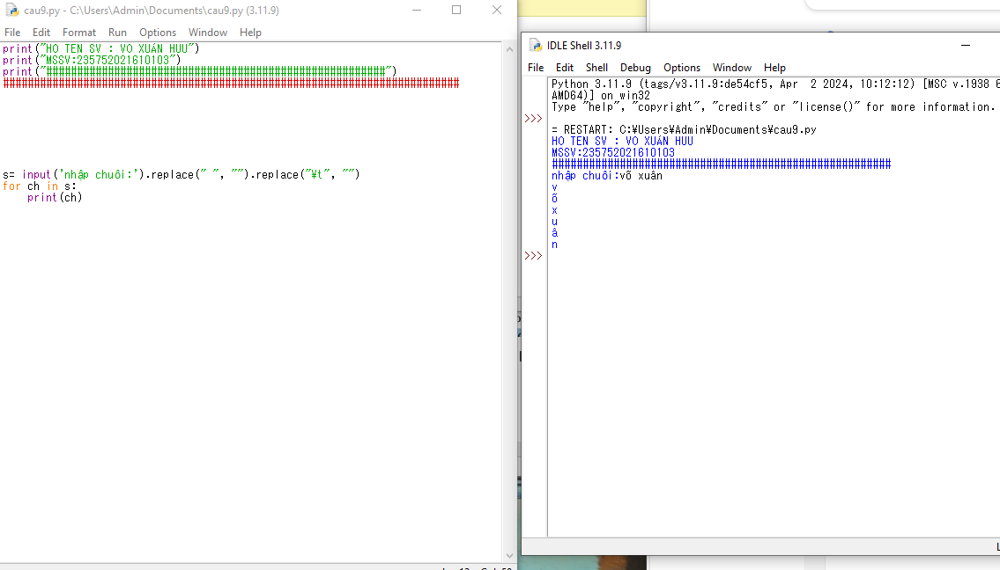 cau9.py - C:\Users\Admin\Documents\cau9.py (3.11.9)
File Edit Format Run Options Window Help
print("HO TEN SV : VO XUÁN HUU")
print("MSSV:235752021610103")
print("#######################################################")
##########################################################################
s= input('nhập chuôi:').replace(" ", "").replace("¥t", "")
for ch in s:
    print(ch)
IDLE Shell 3.11.9
File Edit Shell Debug Options Window Help
Python 3.11.9 (tags/v3.11.9:de54cf5, Apr  2 2024, 10:12:12) [MSC v.1938 6
AMD64)] on win32
Type "help", "copyright", "credits" or "license()" for more information.
>>>
= RESTART: C:¥Users¥Admin¥Documents¥cau9.py
HO TEN SV : VO XUÁN HUU
MSSV:235752021610103
#######################################################
nhập chuôi:võ xuân
v
õ
x
u
â
n
>>>